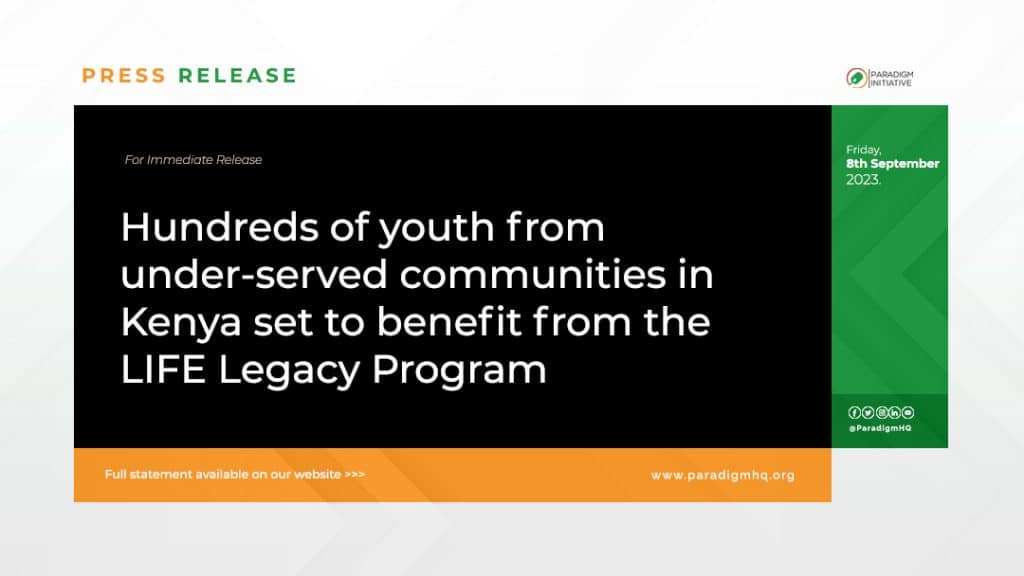 PRESS RELEASE
PARADIGM
INITIATIVE
For Immediate Release
Friday,
8th September
2023.
Hundreds of youth from
under-served communities in
Kenya set to benefit from the
LIFE Legacy Program
@ParadigmHQ
Full statement available on our website >>>
www.paradigmhq.org